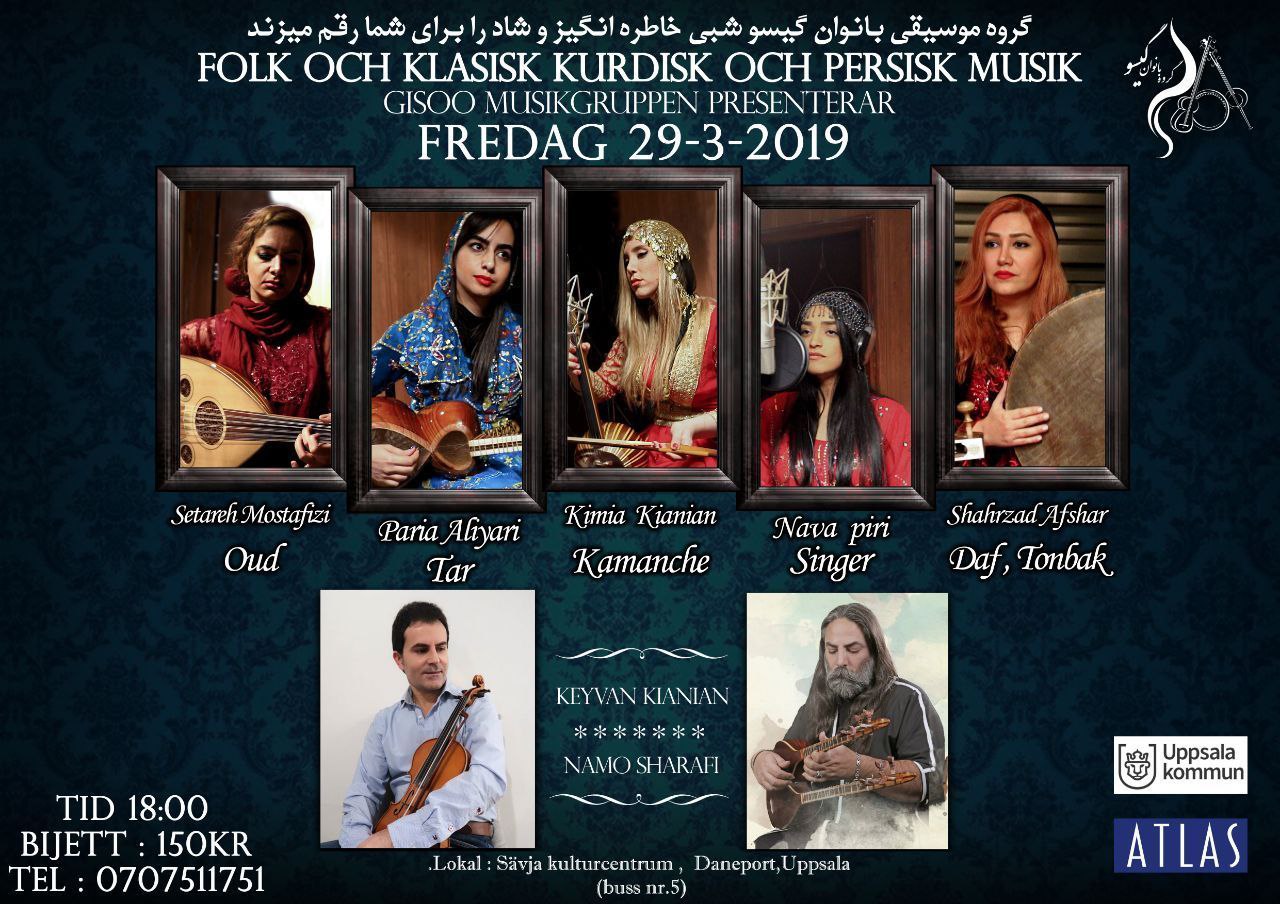 گروه موسیقی بانوان گیسو شبی خاطره انگیز و شاد را برای شما رقم میزند
FOLK OCH KLASISK KURDISK OCH PERSISK MUSIK
GISOO MUSIKGRUPPEN PRESENTERAR
FREDAG 29-3-2019
گروه بانوان گیسو
Setareh Mostafizi
Oud
Paria Aliyari
Tar
Kimia Kianian
Kamanche
Nava piri
Singer
Shahrzad Afshar
Daf, Tonbak
KEYVAN KIANIAN
*******
NAMO SHARAFI
TID 18:00
BIJETT : 150KR
TEL : 0707511751
.Lokal : Sävja kulturcentrum , Daneport,Uppsala
(buss nr.5)
Uppsala
kommun
ATLAS